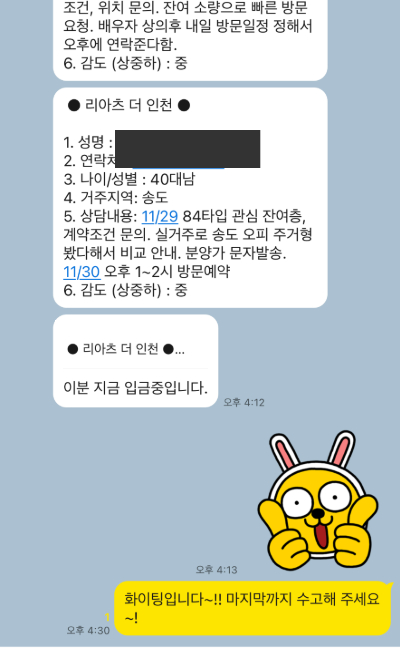 조건, 위치 문의. 잔여 소량으로 빠른 방문
요청. 배우자 상의후 내일 방문일정 정해서
오후에 연락준다함.
6. 감도 (상중하) : 중
● 리아츠 더 인천 ●
1. 성명 :
2. 연락처
3. 나이/성별 : 40대남
4. 거주지역: 송도
5. 상담내용: 11/29 84타입 관심 잔여층,
계약조건 문의. 실거주로 송도 오피 주거형
봤다해서 비교 안내. 분양가 문자발송.
11/30 오후 1~2시 방문예약
6. 감도 (상중하) : 중
● 리아츠 더 인천 ●...
이분 지금 입금중입니다.
오후 4:12
오후 4:13
화이팅입니다~!! 마지막까지 수고해 주세요
~!
1
오후 4:30